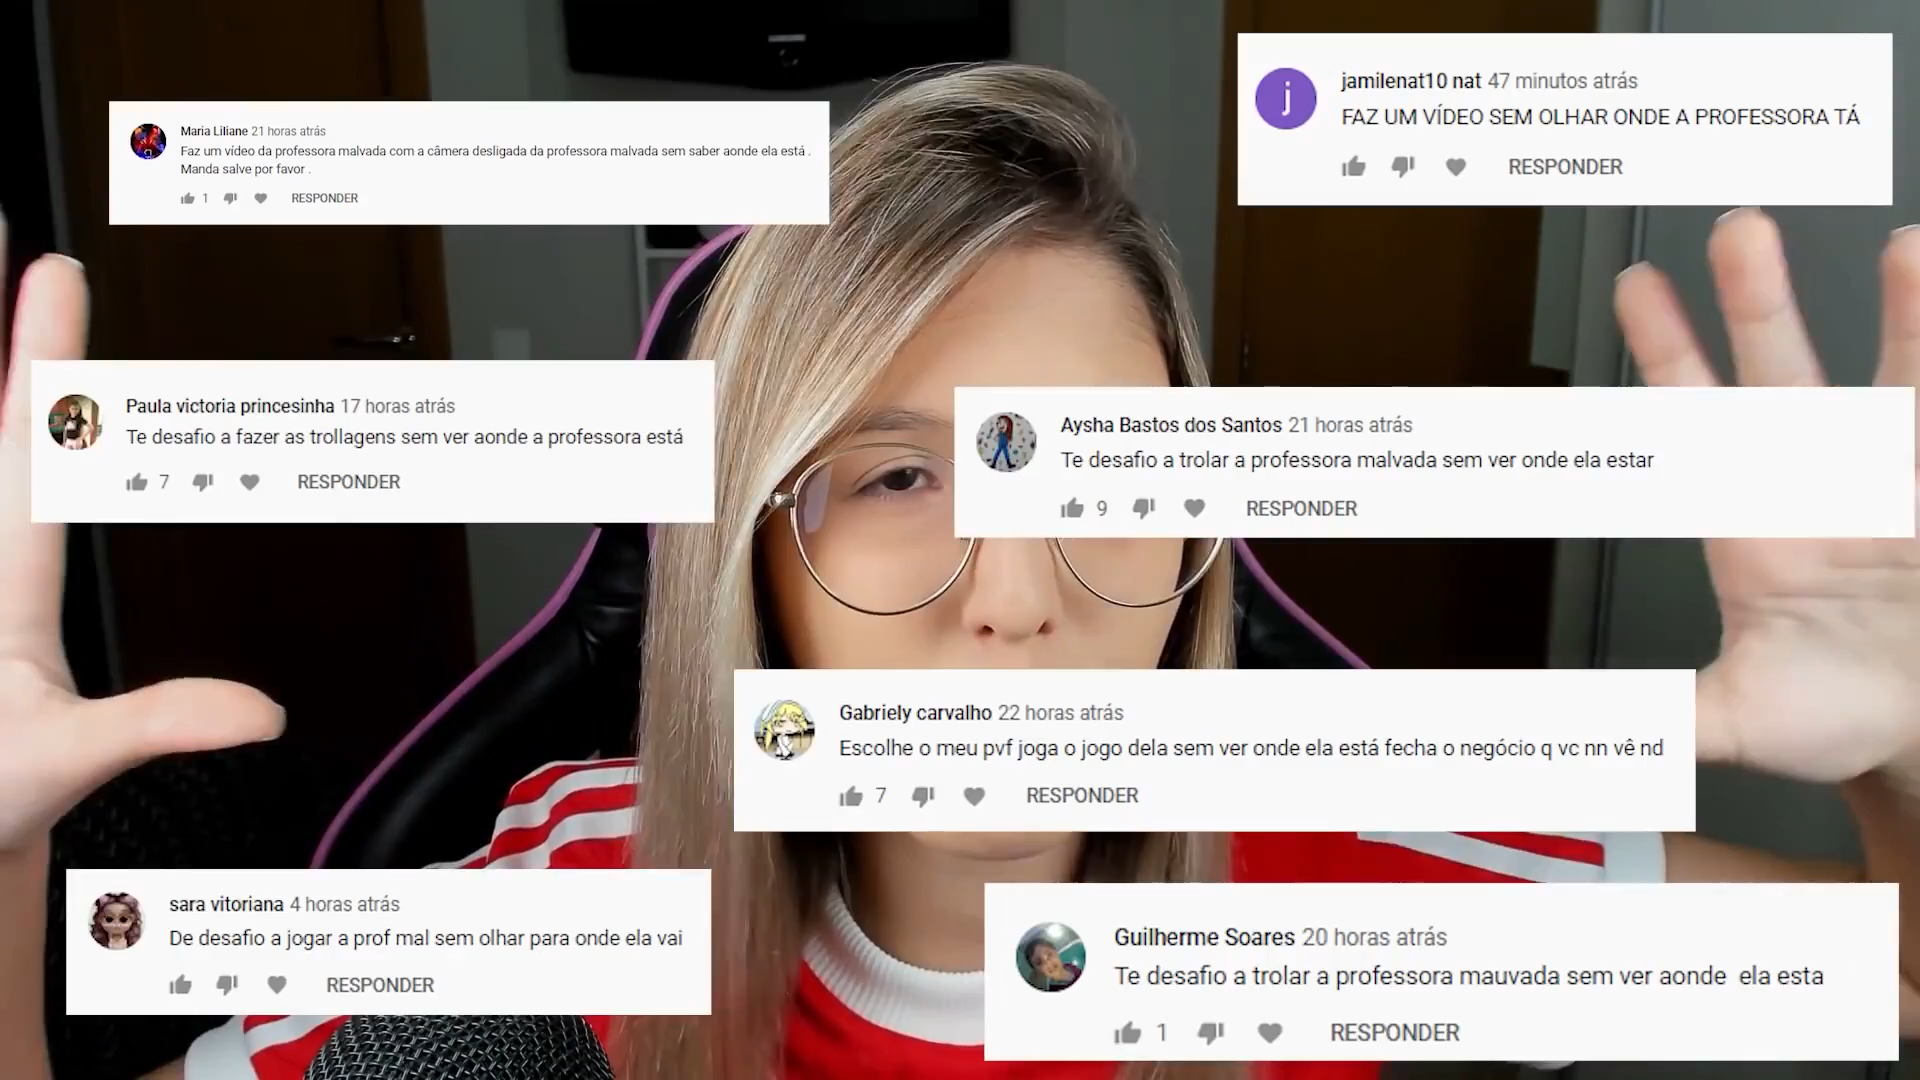 Maria Liliane 21 horas atrás
Faz um vídeo da professora malvada com a câmera desligada da professora malvada sem saber aonde ela está .
Manda salve por favor .
1 RESPONDER
j
jamilenat10 nat 47 minutos atrás
FAZ UM VÍDEO SEM OLHAR ONDE A PROFESSORA TÁ
RESPONDER
Paula victoria princesinha 17 horas atrás
Te desafio a fazer as trollagens sem ver aonde a professora está
7 RESPONDER
Aysha Bastos dos Santos 21 horas atrás
Te desafio a trolar a professora malvada sem ver onde ela estar
9 RESPONDER
Gabriely carvalho 22 horas atrás
Escolhe o meu pvf joga o jogo dela sem ver onde ela está fecha o negócio q vc nn vê nd
7 RESPONDER
sara vitoriana 4 horas atrás
De desafio a jogar a prof mal sem olhar para onde ela vai
RESPONDER
Guilherme Soares 20 horas atrás
Te desafio a trolar a professora mauvada sem ver aonde ela esta
1 RESPONDER